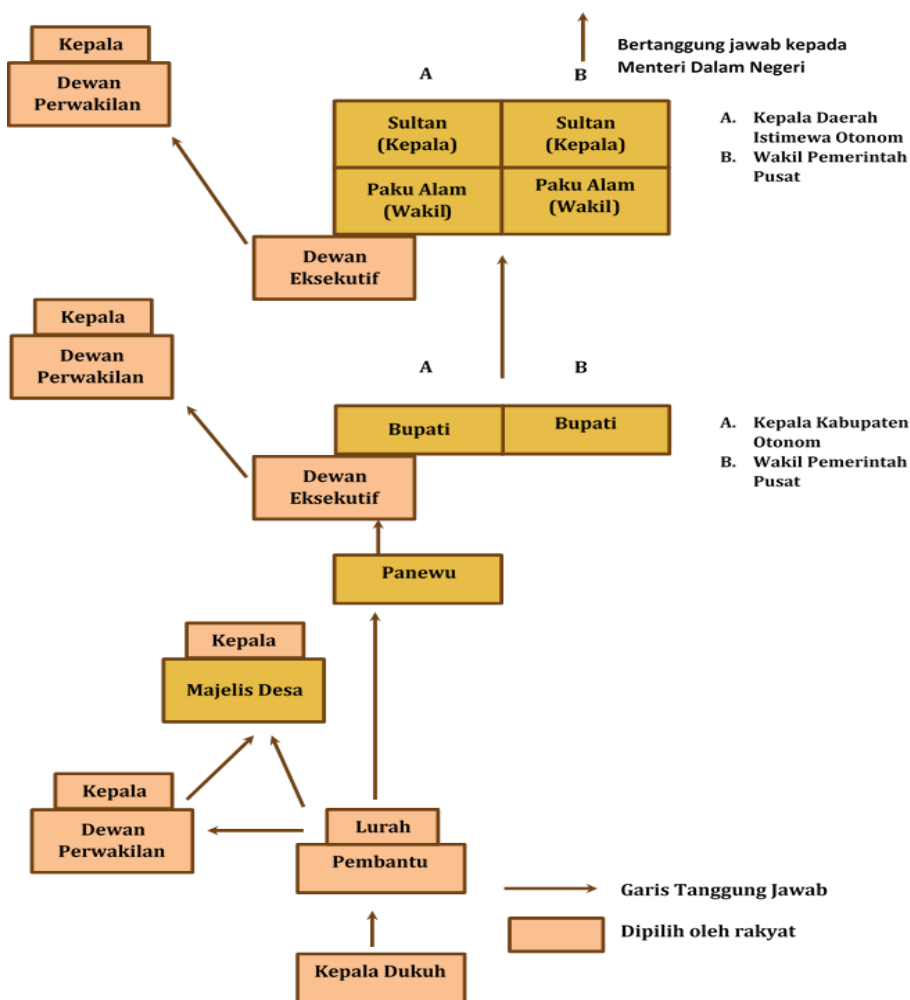 Kepala
Dewan
Perwakilan
Bertanggung jawab kepada
Menteri Dalam Negeri
A
B
Sultan
(Kepala)
Sultan
(Kepala)
Paku Alam
(Wakil)
Paku Alam
(Wakil)
A. Kepala Daerah
Istimewa Otonom
B. Wakil Pemerintah
Pusat
Dewan
Eksekutif
Kepala
Dewan
Perwakilan
A
B
Bupati
Bupati
A. Kepala Kabupaten
Otonom
B. Wakil Pemerintah
Pusat
Dewan
Eksekutif
Panewu
Kepala
Majelis Desa
Kepala
Dewan
Perwakilan
Lurah
Pembantu
Kepala Dukuh
Garis Tanggung Jawab
Dipilih oleh rakyat